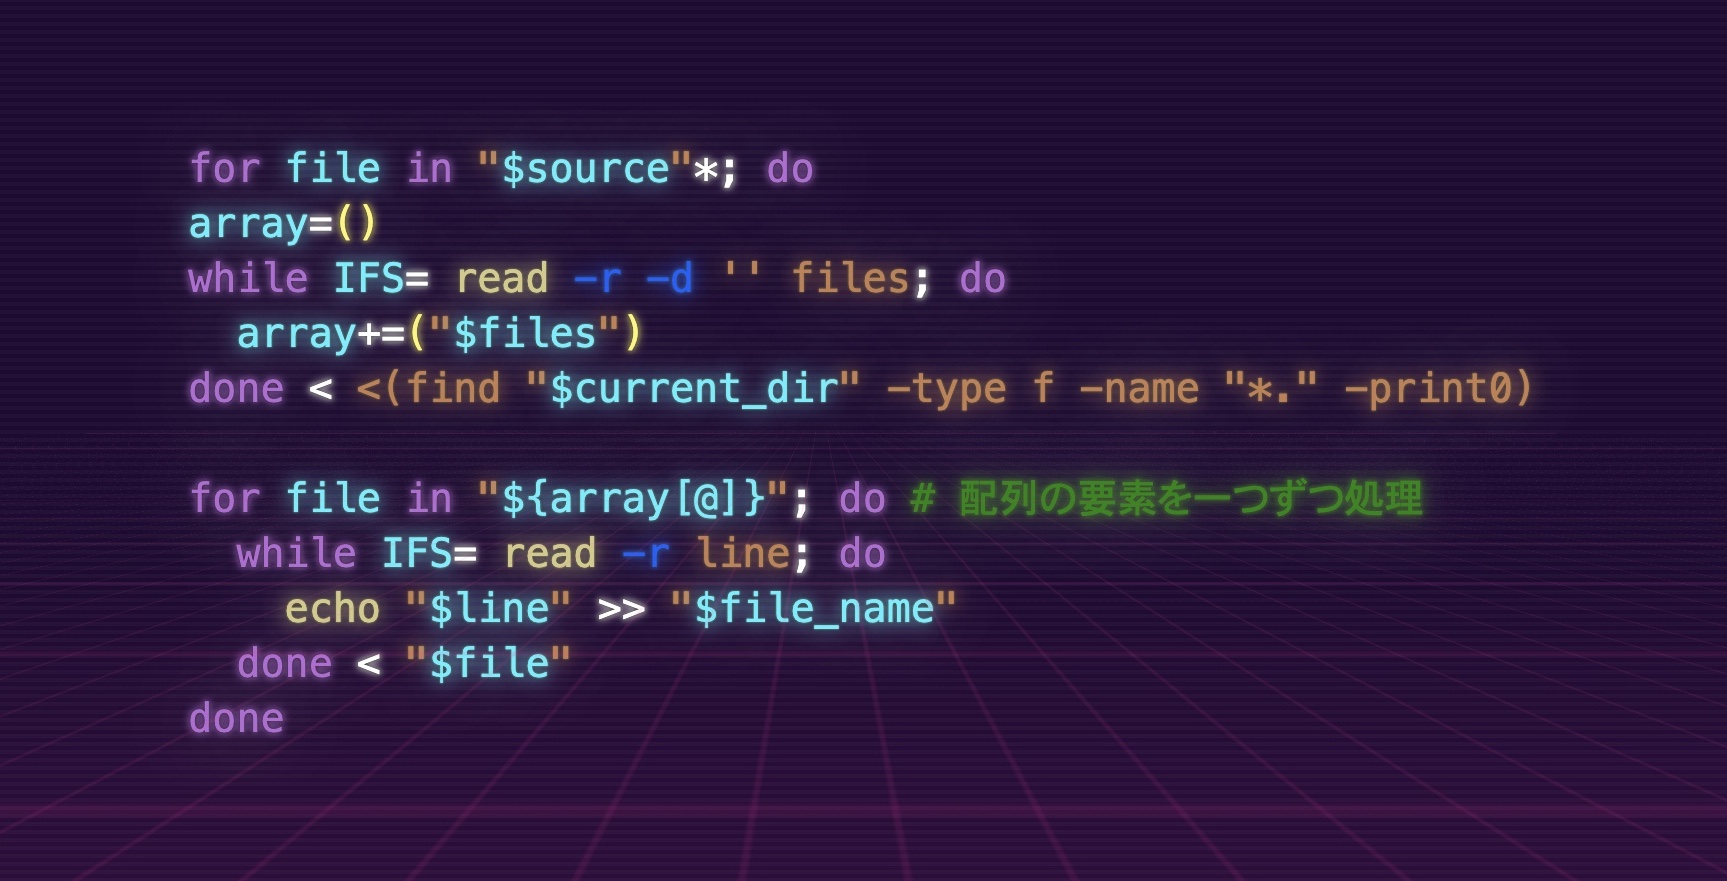 for file in "$source"*; do
array=()
while IFS= read -r -d '' files; do
  array+=("$files")
done < <(find "$current_dir" -type f -name "*." -print0)

for file in "${array[@]}"; do # 配列の要素を一つずつ処理
  while IFS= read -r line; do
    echo "$line" >> "$file_name"
  done < "$file"
done